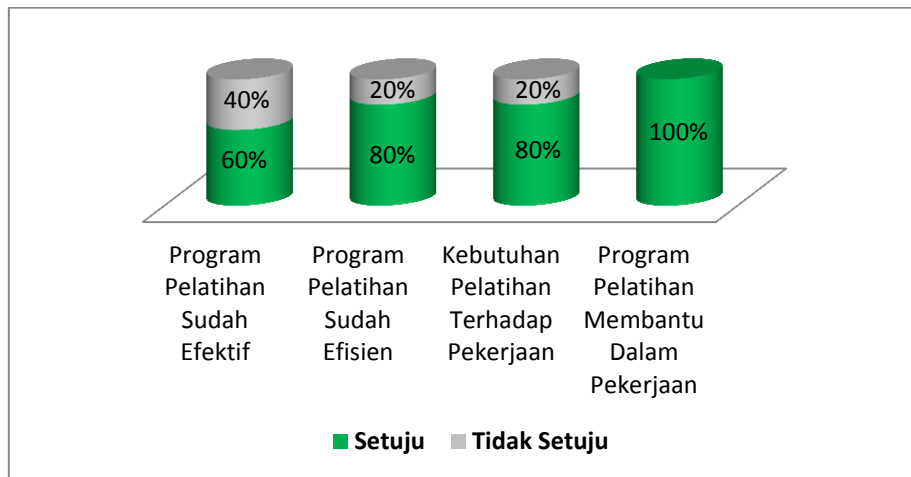 40%
20%
20%
100%
60%
80%
80%
Program
Pelatihan
Sudah
Efektif
Program
Pelatihan
Sudah
Efisien
Kebutuhan
Pelatihan
Terhadap
Pekerjaan
Program
Pelatihan
Membantu
Dalam
Pekerjaan
Setuju
Tidak Setuju